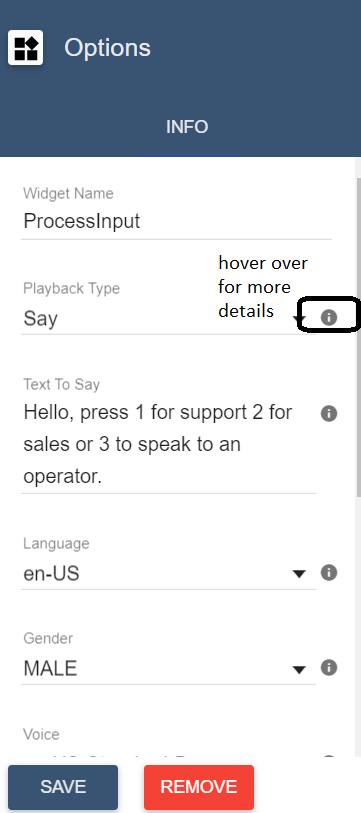 Options
INFO
Widget Name
ProcessInput
hover over
for more
details
Playback Type
Say
Text To Say
Hello, press 1 for support 2 for
sales or 3 to speak to an
operator.
Language
en-US
Gender
MALE
Voice
SAVE
REMOVE